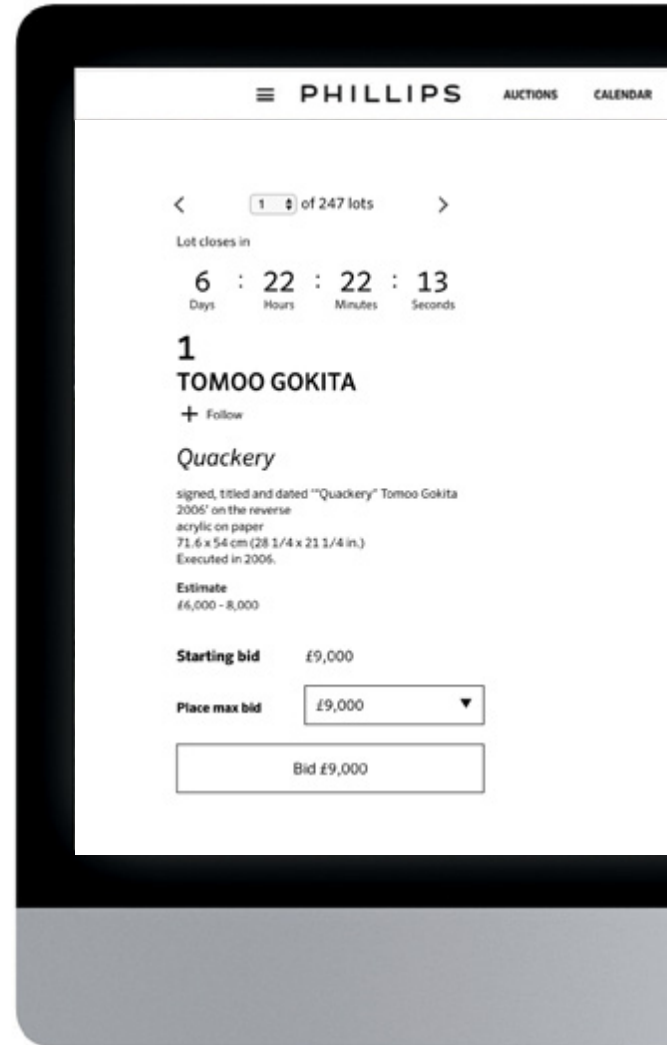 PHILLIPS AUCTIONS CALENDAR
1 of 247 lots
Lot closes in
6 : 22 : 22 : 13
Days Hours Minutes Seconds
1
TOMOO GOKITA
+ Follow
Quackery
signed, titled and dated '"Quackery" Tomoo Gokita
2006' on the reverse
acrylic on paper
71.6 x 54 cm (28 1/4 x 21 1/4 in.)
Executed in 2006.
Estimate
£6,000 - 8,000
Starting bid £9,000
Place max bid £9,000
Bid £9,000